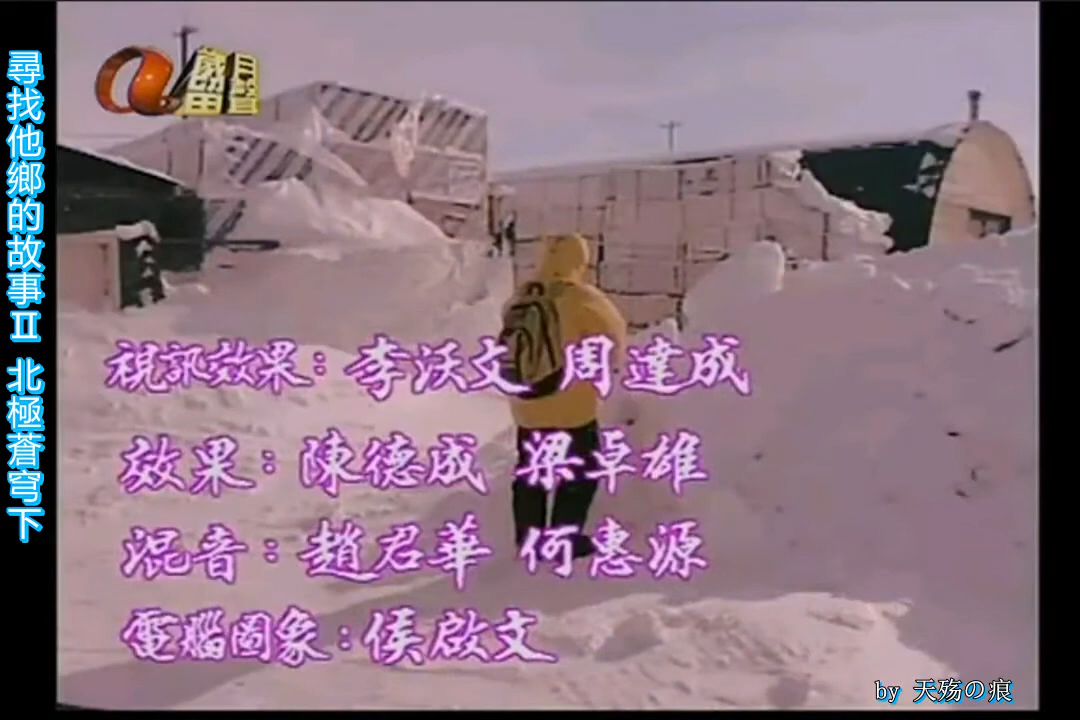 尋找他鄉的故事Ⅱ 北極蒼穹下
視訊效果：李沃文 周達成
效果：陳德成 梁卓雄
混音：趙君華 何惠源
電腦圖象：侯啟文
by 天殤の痕